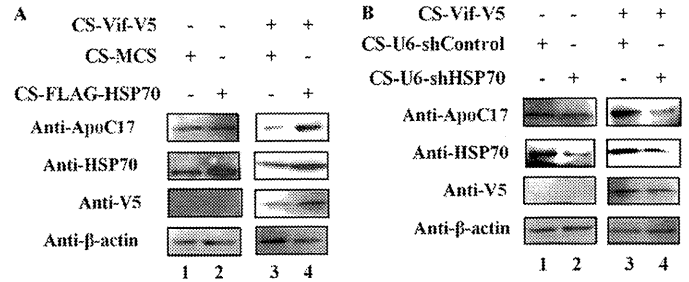 A
CS-Vif-V5 - - + +
CS-MCS + - + -
CS-FLAG-HSP70 - + - +
Anti-ApoC17
Anti-HSP70
Anti-V5
Anti-β-actin
1 2 3 4
B
CS-Vif-V5 - - + +
CS-U6-shControl + - + -
CS-U6-shHSP70 - + - +
Anti-ApoC17
Anti-HSP70
Anti-V5
Anti-β-actin
1 2 3 4